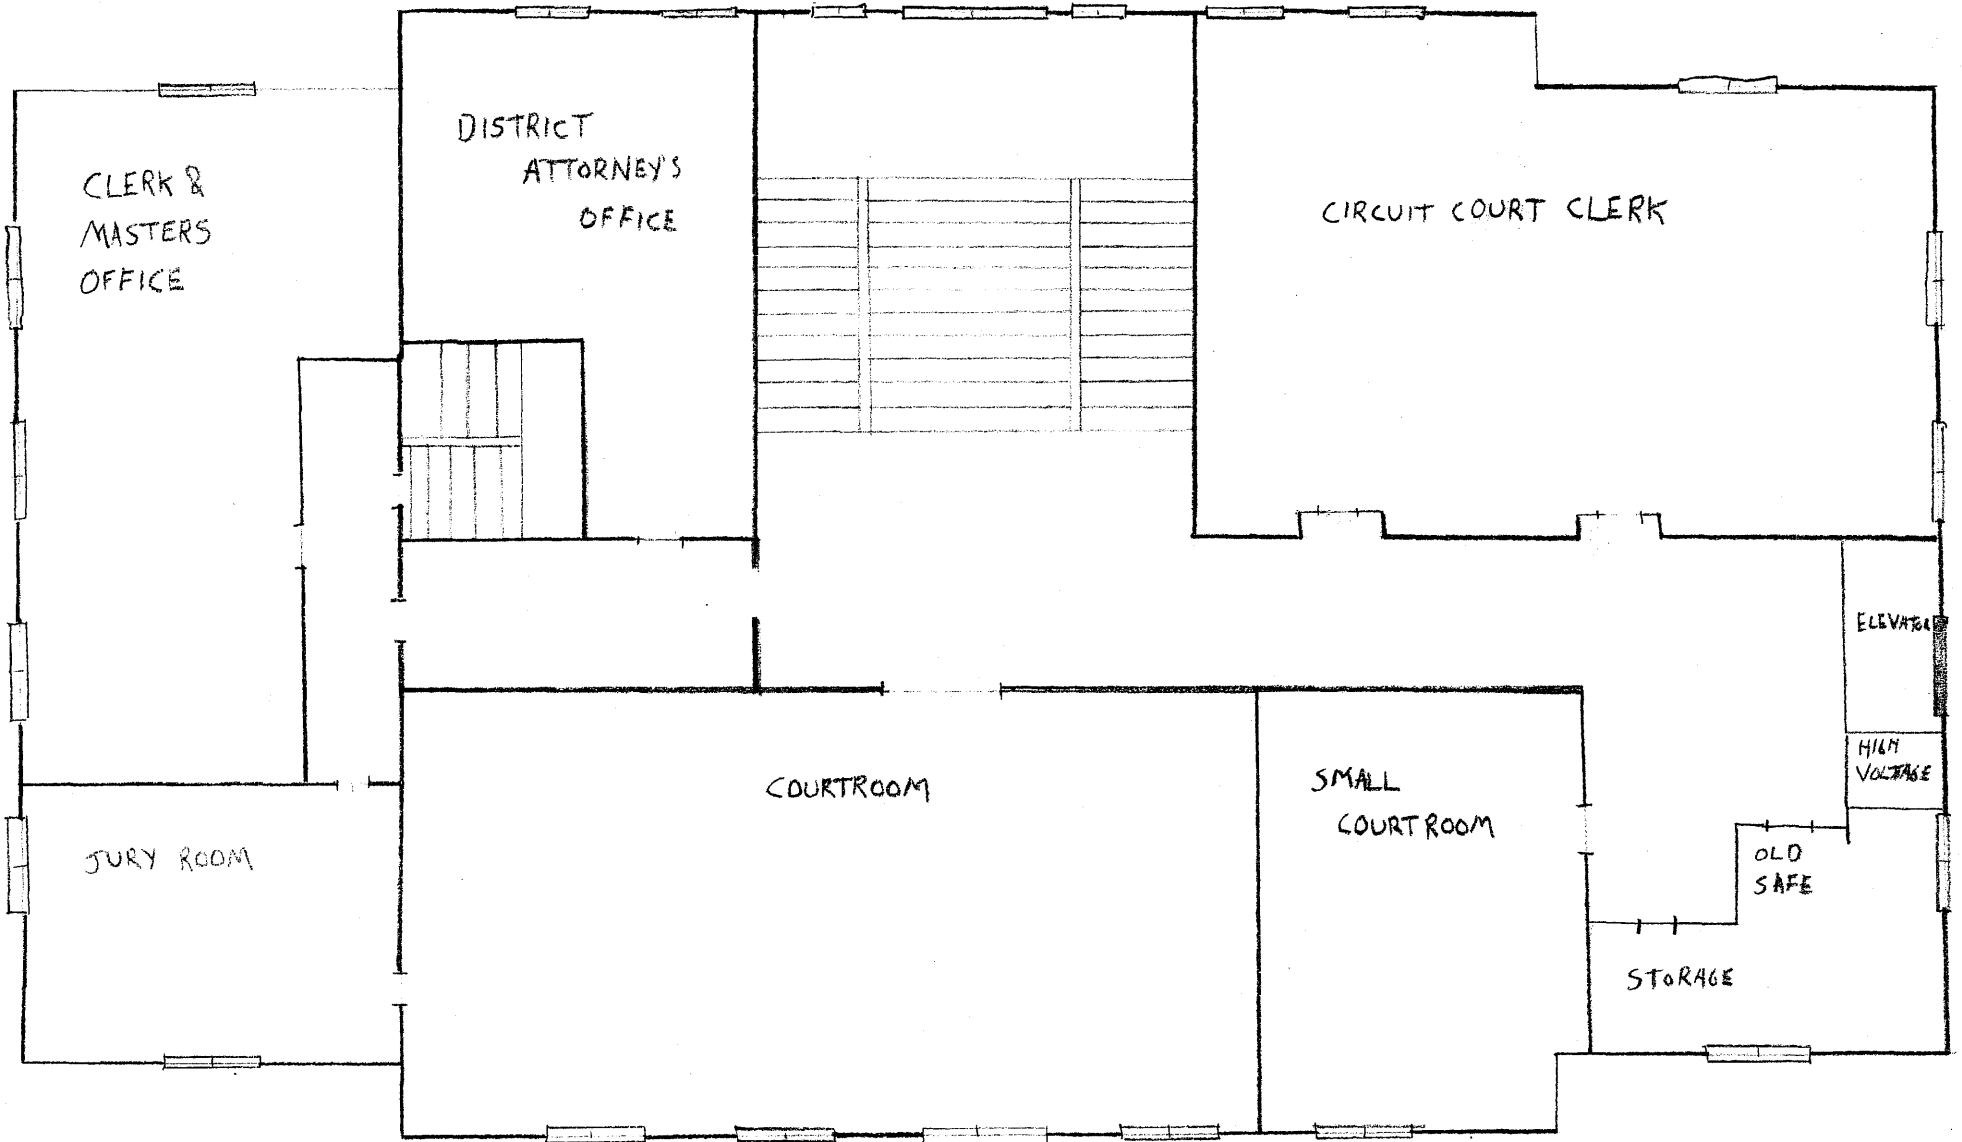 CLERK &
MASTERS
OFFICE
DISTRICT
ATTORNEY'S
OFFICE
CIRCUIT COURT CLERK
ELEVATOR
HIGH
VOLTAGE
COURTROOM
SMALL
COURTROOM
OLD
SAFE
JURY ROOM
STORAGE